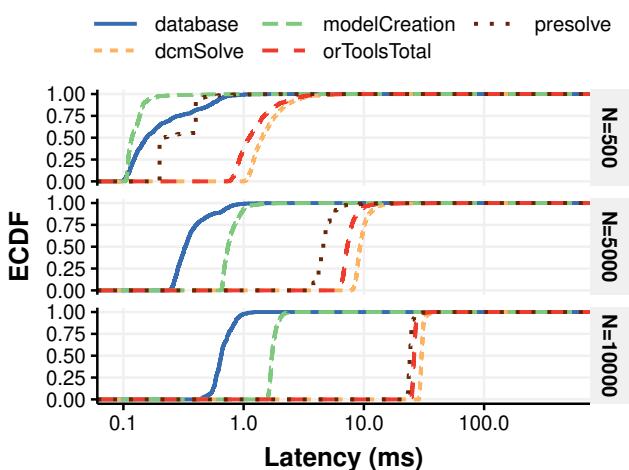 database modelCreation presolve
dcmSolve orToolsTotal
1.00
0.75
0.50
0.25
0.00
N=500
1.00
0.75
0.50
0.25
0.00
N=5000
1.00
0.75
0.50
0.25
0.00
N=10000
ECDF
0.1 1.0 10.0 100.0
Latency (ms)